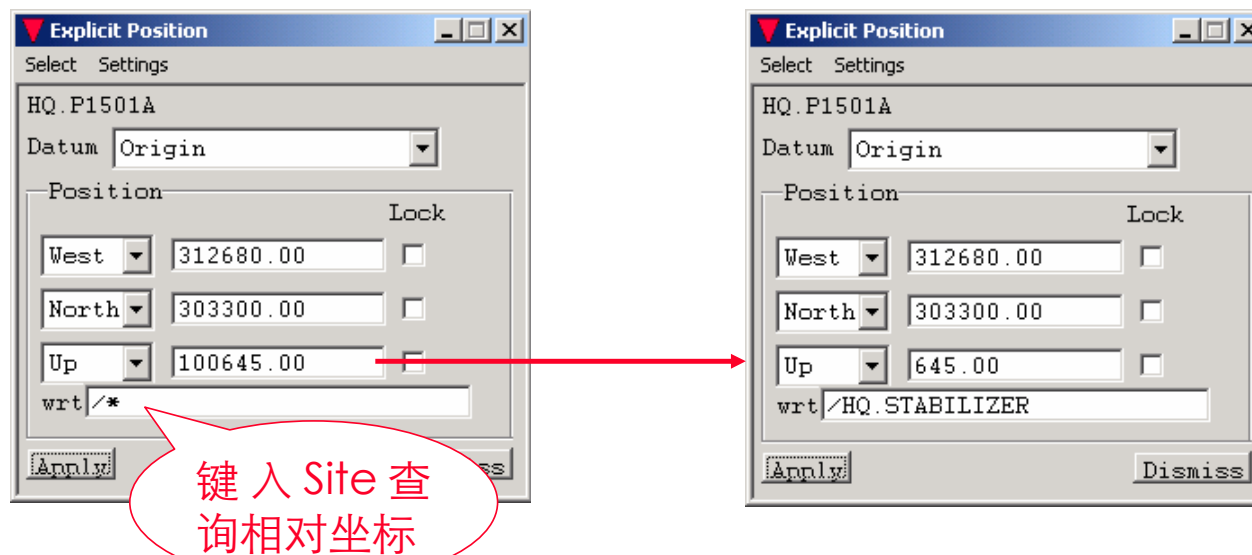 Explicit Position
Select Settings
HQ.P1501A
Datum Origin
Position
Lock
West 312680.00
North 303300.00
Up 100645.00
wrt /*
Apply
ss
键入 Site 查
询相对坐标
Explicit Position
Select Settings
HQ.P1501A
Datum Origin
Position
Lock
West 312680.00
North 303300.00
Up 645.00
wrt /HQ.STABILIZER
Apply Dismiss